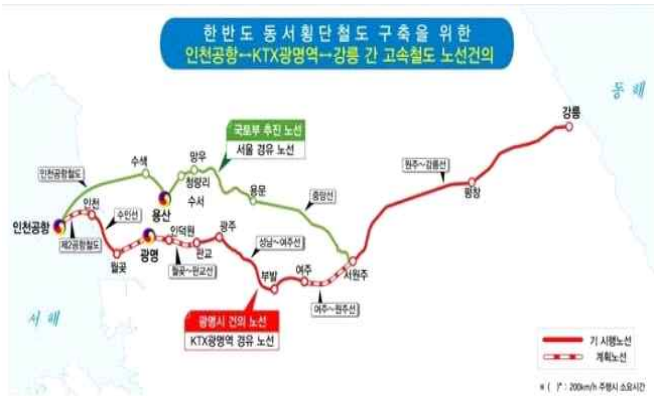 한반도 동서횡단철도 구축을 위한
인천공항↔KTX광명역↔강릉 간 고속철도 노선건의
동해
강릉
국토부 추진 노선
서울 경유 노선
원주~강릉선
평창
인천공항철도
수색
망우
청량리
수서
용산
용문
중앙선
인천공항
인천
수인선
제2공항철도
월곶
광명
인덕원
월곶~판교선
판교
광주
성남~여주선
부발
여주
여주~원주선
서원주
서해
광명시 건의 노선
KTX광명역 경유 노선
기 시행노선
계획노선
※ ( )* : 200km/h 주행시 소요시간